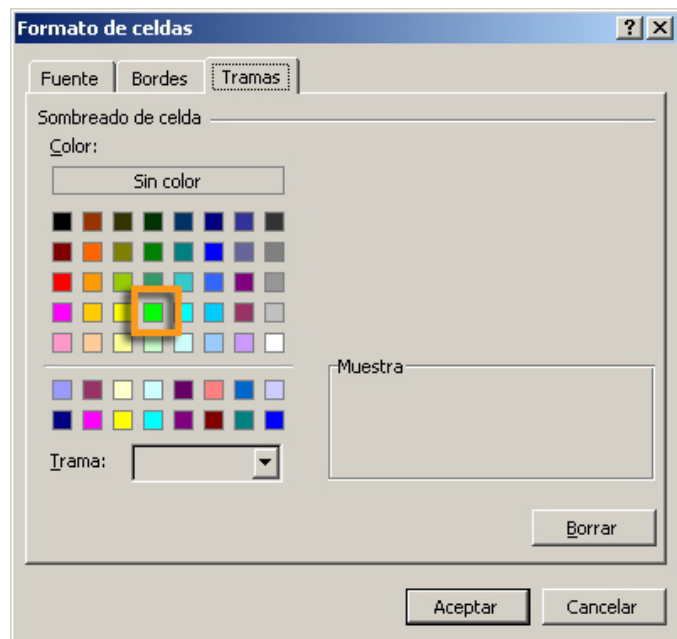 Formato de celdas
Fuente Bordes Tramas
Sombreado de celda
Color:
Sin color
Muestra
Trama:
Borrar
Aceptar Cancelar